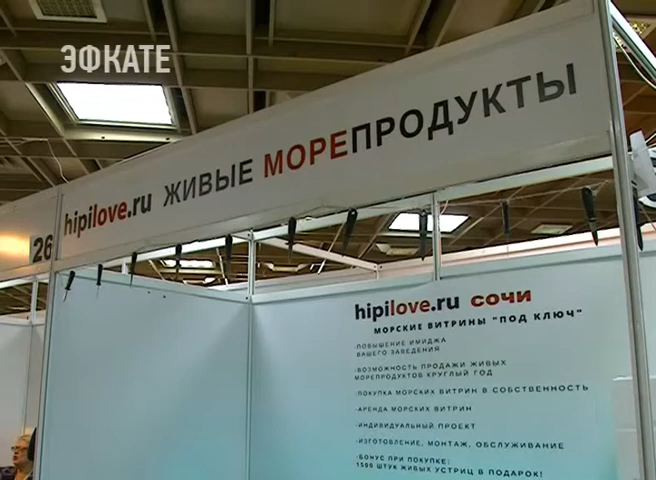 ЭФКАТЕ
hipilove.ru ЖИВЫЕ МОРЕПРОДУКТЫ
26
hipilove.ru сочи
МОРСКИЕ ВИТРИНЫ "ПОД КЛЮЧ"
-ПОВЫШЕНИЕ ИМИДЖА
ВАШЕГО ЗАВЕДЕНИЯ
-ВОЗМОЖНОСТЬ ПРОДАЖИ ЖИВЫХ
МОРЕПРОДУКТОВ КРУГЛЫЙ ГОД
-ПОКУПКА МОРСКИХ ВИТРИН В СОБСТВЕННОСТЬ
-АРЕНДА МОРСКИХ ВИТРИН
-ИНДИВИДУАЛЬНЫЙ ПРОЕКТ
-ИЗГОТОВЛЕНИЕ, МОНТАЖ, ОБСЛУЖИВАНИЕ
-БОНУС ПРИ ПОКУПКЕ:
1500 ШТУК ЖИВЫХ УСТРИЦ В ПОДАРОК!